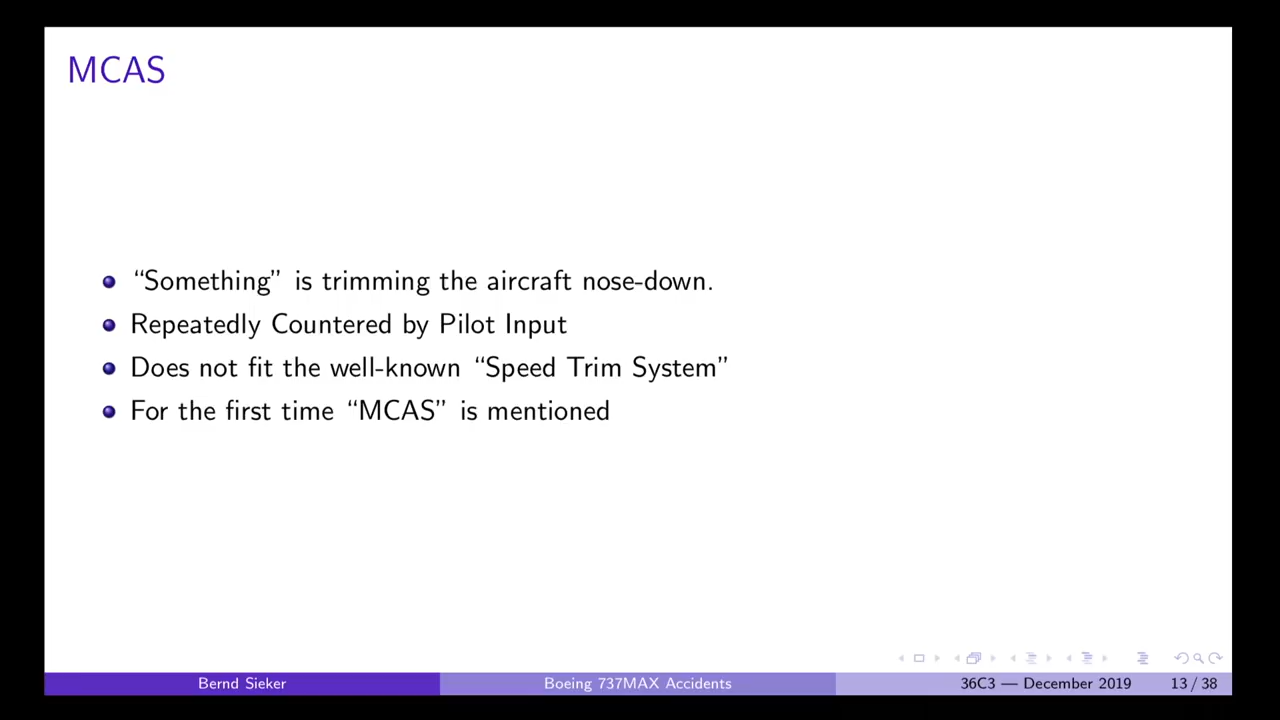 MCAS
“Something” is trimming the aircraft nose-down.
Repeatedly Countered by Pilot Input
Does not fit the well-known “Speed Trim System”
For the first time “MCAS” is mentioned
Bernd Sieker
Boeing 737MAX Accidents
36C3 — December 2019
13 / 38